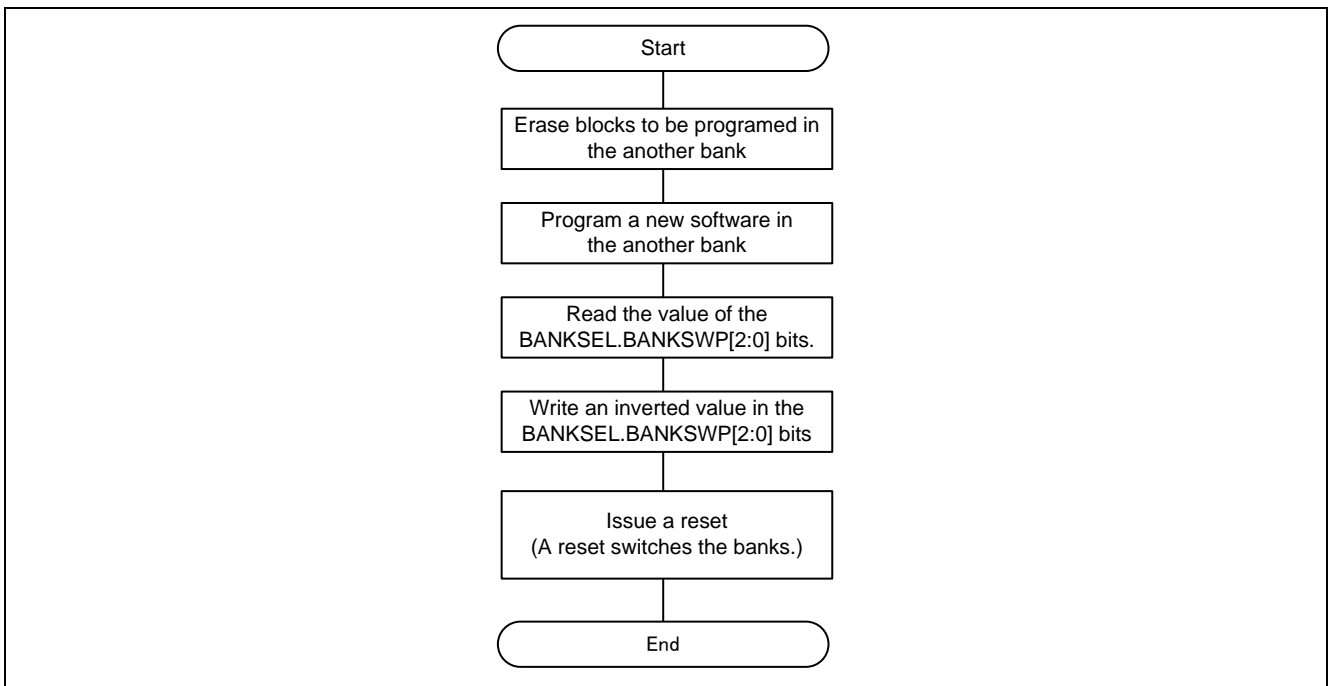 Start
Erase blocks to be programed in
the another bank
Program a new software in
the another bank
Read the value of the
BANKSEL.BANKSWP[2:0] bits.
Write an inverted value in the
BANKSEL.BANKSWP[2:0] bits
Issue a reset
(A reset switches the banks.)
End